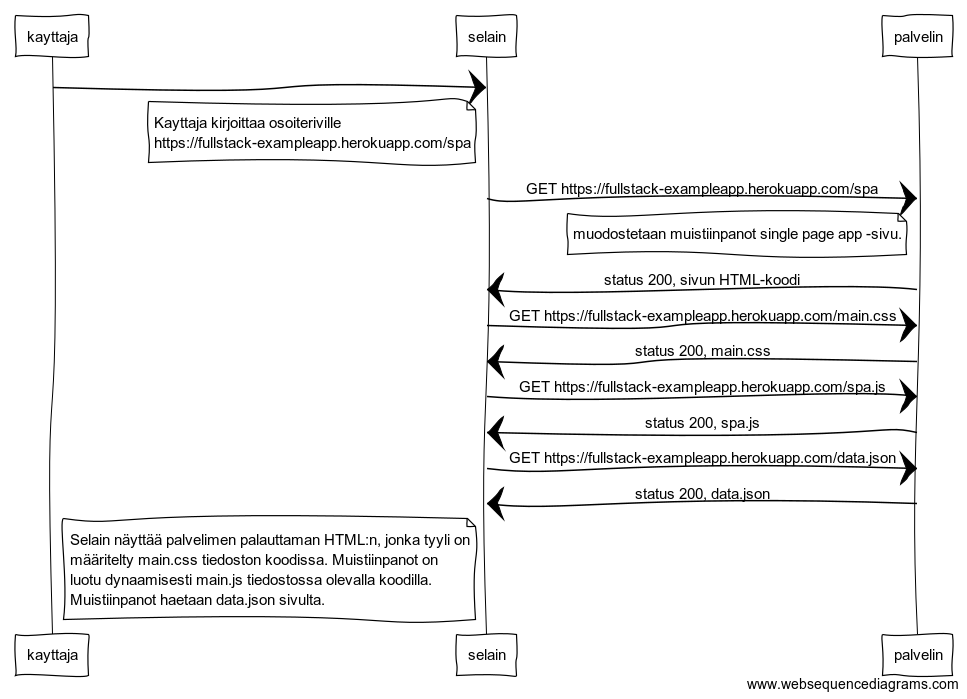 kayttaja
selain
palvelin
Kayttaja kirjoittaa osoiteriville
https://fullstack-exampleapp.herokuapp.com/spa
GET https://fullstack-exampleapp.herokuapp.com/spa
muodostetaan muistiinpanot single page app -sivu.
status 200, sivun HTML-koodi
GET https://fullstack-exampleapp.herokuapp.com/main.css
status 200, main.css
GET https://fullstack-exampleapp.herokuapp.com/spa.js
status 200, spa.js
GET https://fullstack-exampleapp.herokuapp.com/data.json
status 200, data.json
Selain näyttää palvelimen palauttaman HTML:n, jonka tyyli on
määritelty main.css tiedoston koodissa. Muistiinpanot on
luotu dynaamisesti main.js tiedostossa olevalla koodilla.
Muistiinpanot haetaan data.json sivulta.
kayttaja
selain
palvelin
www.websequencediagrams.com